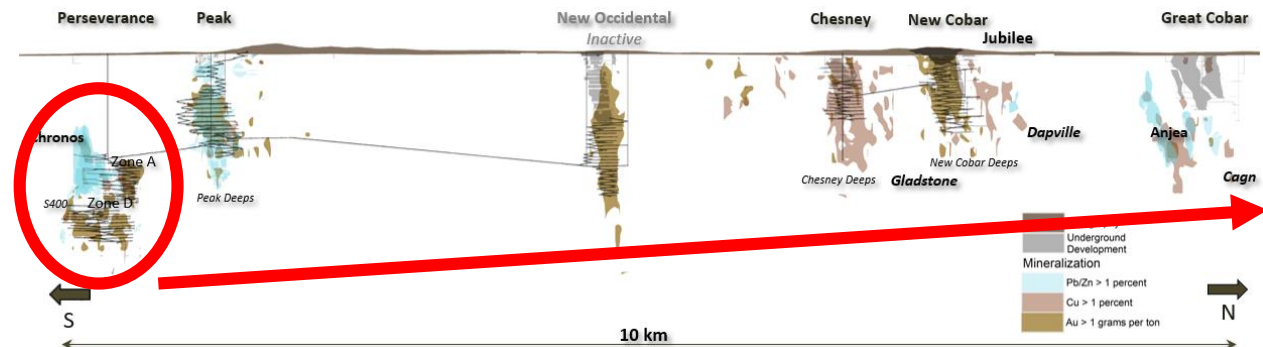 Perseverance
Peak
New Occidental
Inactive
Chesney
New Cobar
Jubilee
Great Cobar
Zone A
Zone D
S400
Peak Deeps
Chesney Deeps
Gladstone
New Cobar Deeps
Dapville
Anjea
Cagn
Underground
Development
Mineralization
Pb/Zn > 1 percent
Cu > 1 percent
Au > 1 grams per ton
S
N
10 km